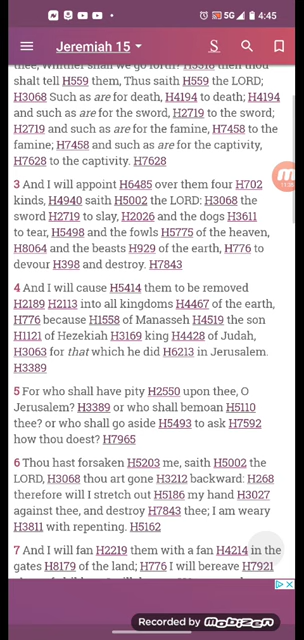 5G 4:45
Jeremiah 15
thee, Whither shall we go forth? H3318 then thou
shalt tell H559 them, Thus saith H559 the LORD;
H3068 Such as are for death, H4194 to death; H4194
and such as are for the sword, H2719 to the sword;
H2719 and such as are for the famine, H7458 to the
famine; H7458 and such as are for the captivity,
H7628 to the captivity. H7628
3 And I will appoint H6485 over them four H702
kinds, H4940 saith H5002 the LORD: H3068 the
sword H2719 to slay, H2026 and the dogs H3611
to tear, H5498 and the fowls H5775 of the heaven,
H8064 and the beasts H929 of the earth, H776 to
devour H398 and destroy. H7843
4 And I will cause H5414 them to be removed
H2189 H2113 into all kingdoms H4467 of the earth,
H776 because H1558 of Manasseh H4519 the son
H1121 of Hezekiah H3169 king H4428 of Judah,
H3063 for that which he did H6213 in Jerusalem.
H3389
5 For who shall have pity H2550 upon thee, O
Jerusalem? H3389 or who shall bemoan H5110
thee? or who shall go aside H5493 to ask H7592
how thou doest? H7965
6 Thou hast forsaken H5203 me, saith H5002 the
LORD, H3068 thou art gone H3212 backward: H268
therefore will I stretch out H5186 my hand H3027
against thee, and destroy H7843 thee; I am weary
H3811 with repenting. H5162
7 And I will fan H2219 them with a fan H4214 in the
gates H8179 of the land; H776 I will bereave H7921
Recorded by Mobizen